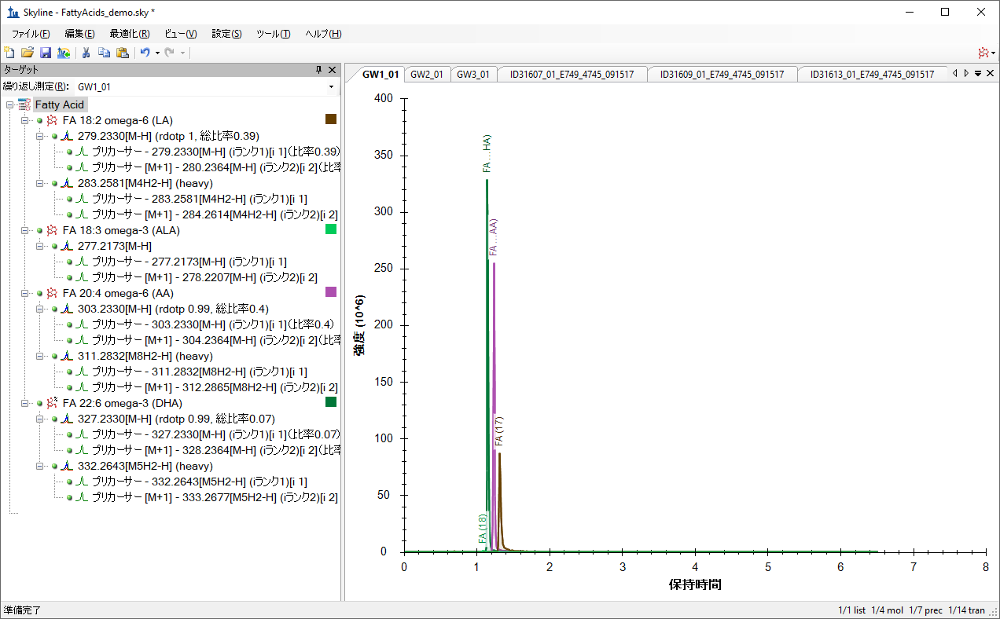 Skyline - FattyAcids_demo.sky *
ファイル(F) 編集(E) 最適化(R) ビュー(V) 設定(S) ツール(T) ヘルプ(H)
ターゲット
繰り返し測定(R): GW1_01
Fatty Acid
FA 18:2 omega-6 (LA)
279.2330[M-H] (rdotp 1, 総比率0.39)
プリカーサー - 279.2330[M-H] (iランク1)[i 1](比率0.39)
プリカーサー [M+1] - 280.2364[M-H] (iランク2)[i 2](比率
283.2581[M4H2-H] (heavy)
プリカーサー - 283.2581[M4H2-H] (iランク1)[i 1]
プリカーサー [M+1] - 284.2614[M4H2-H] (iランク2)[i 2]
FA 18:3 omega-3 (ALA)
277.2173[M-H]
プリカーサー - 277.2173[M-H] (iランク1)[i 1]
プリカーサー [M+1] - 278.2207[M-H] (iランク2)[i 2]
FA 20:4 omega-6 (AA)
303.2330[M-H] (rdotp 0.99, 総比率0.4)
プリカーサー - 303.2330[M-H] (iランク1)[i 1](比率0.4)
プリカーサー [M+1] - 304.2364[M-H] (iランク2)[i 2](比率
311.2832[M8H2-H] (heavy)
プリカーサー - 311.2832[M8H2-H] (iランク1)[i 1]
プリカーサー [M+1] - 312.2865[M8H2-H] (iランク2)[i 2]
FA 22:6 omega-3 (DHA)
327.2330[M-H] (rdotp 0.99, 総比率0.07)
プリカーサー - 327.2330[M-H] (iランク1)[i 1](比率0.07)
プリカーサー [M+1] - 328.2364[M-H] (iランク2)[i 2](比率
332.2643[M5H2-H] (heavy)
プリカーサー - 332.2643[M5H2-H] (iランク1)[i 1]
プリカーサー [M+1] - 333.2677[M5H2-H] (iランク2)[i 2]
GW1_01 GW2_01 GW3_01 ID31607_01_E749_4745_091517 ID31609_01_E749_4745_091517 ID31613_01_E749_4745_091517
400
350
300
250
200
150
100
50
0
強度 (10^6)
FA ...HA)
FA ...AA)
FA (17)
FA (18)
0 1 2 3 4 5 6 7 8
保持時間
準備完了
1/1 list 1/4 mol 1/7 prec 1/14 tran